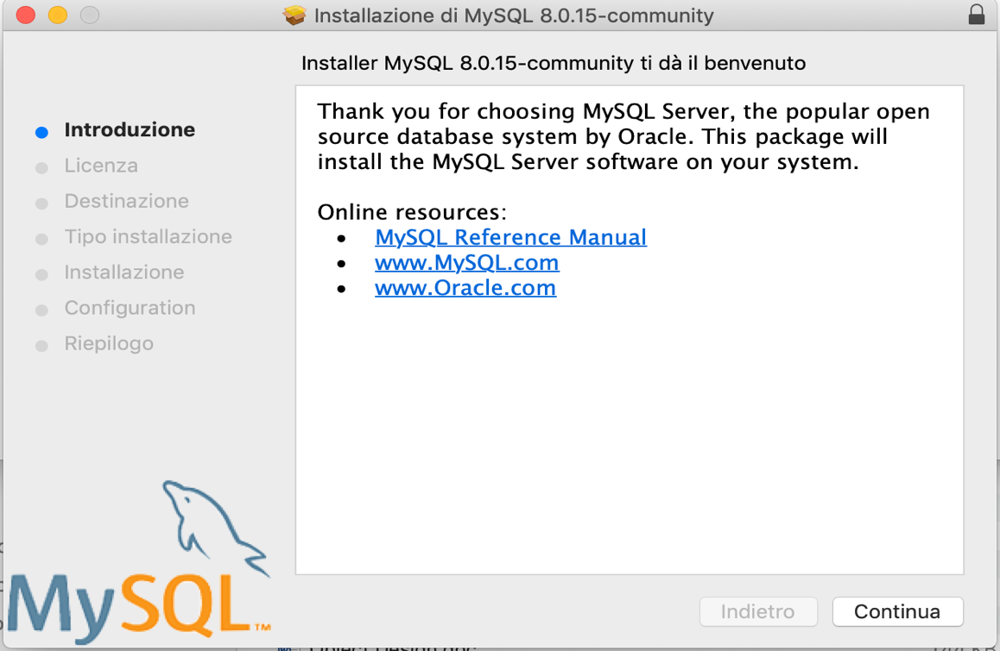 Installazione di MySQL 8.0.15-community
Installer MySQL 8.0.15-community ti dà il benvenuto
Introduzione
Licenza
Destinazione
Tipo installazione
Installazione
Configuration
Riepilogo
Thank you for choosing MySQL Server, the popular open
source database system by Oracle. This package will
install the MySQL Server software on your system.
Online resources:
• MySQL Reference Manual
• www.MySQL.com
• www.Oracle.com
MySQL™
Indietro
Continua